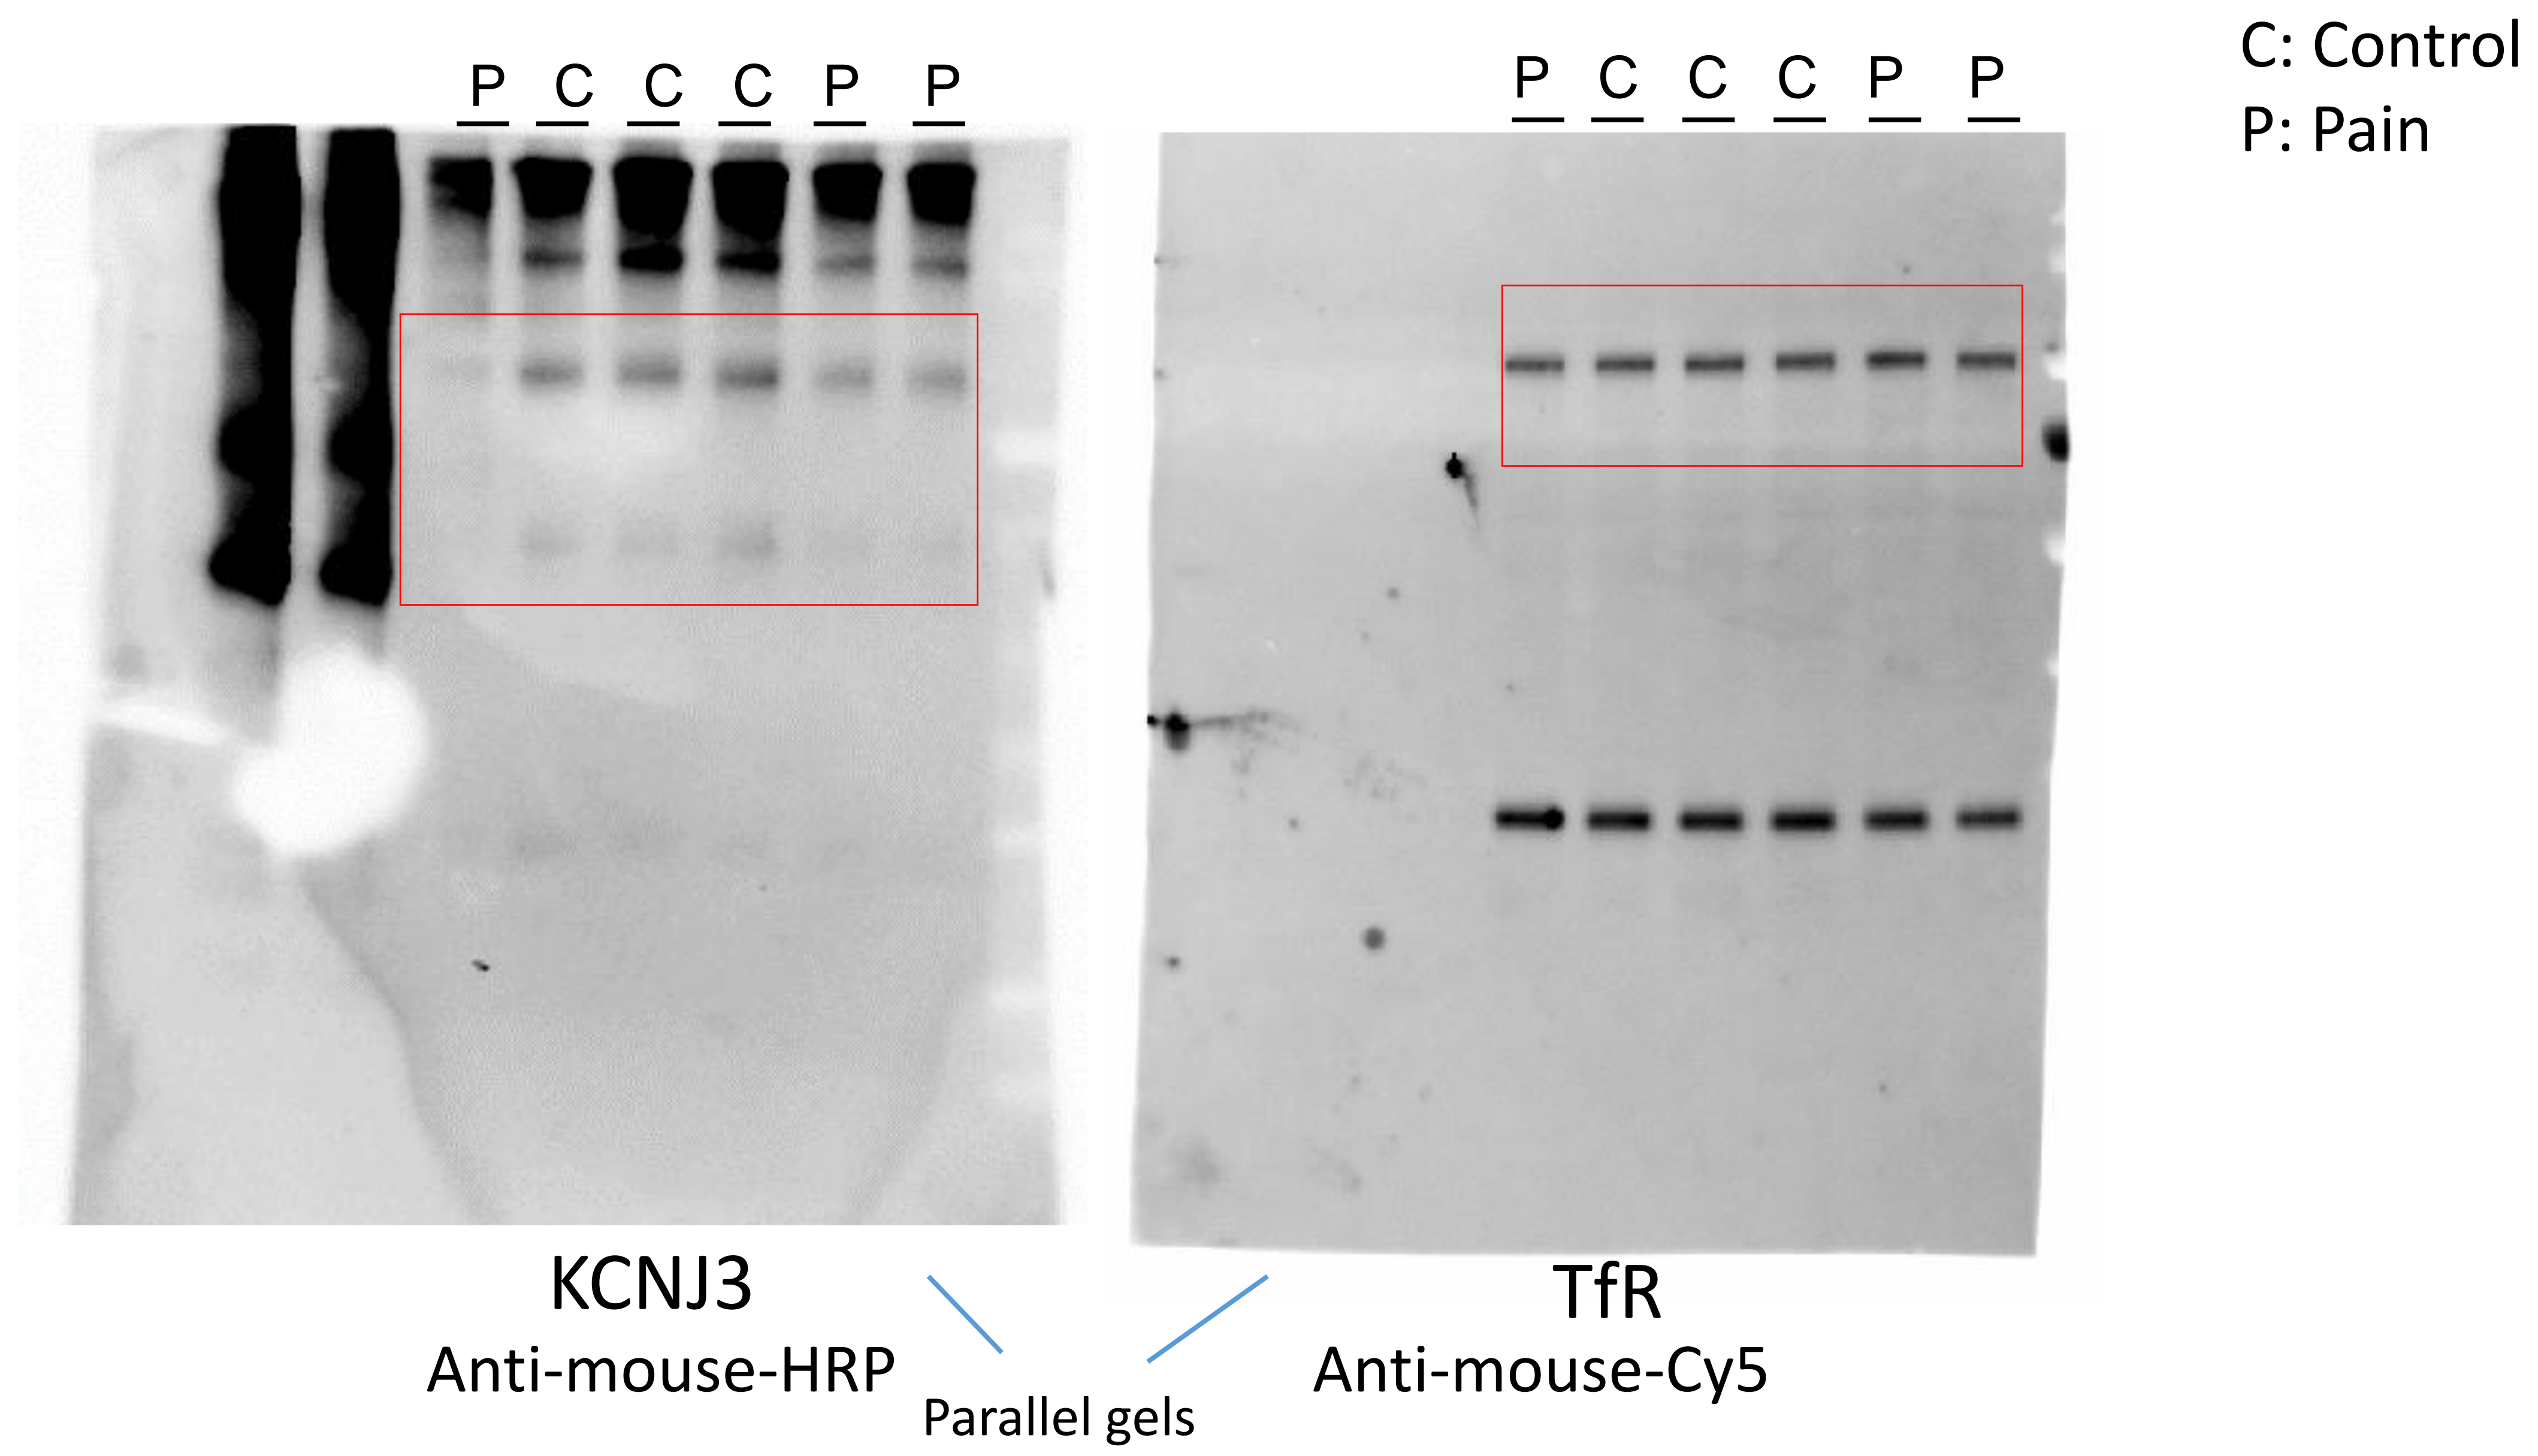 P C C C P P
P C C C P P
C: Control
P: Pain
KCNJ3
Anti-mouse-HRP
TfR
Anti-mouse-Cy5
Parallel gels